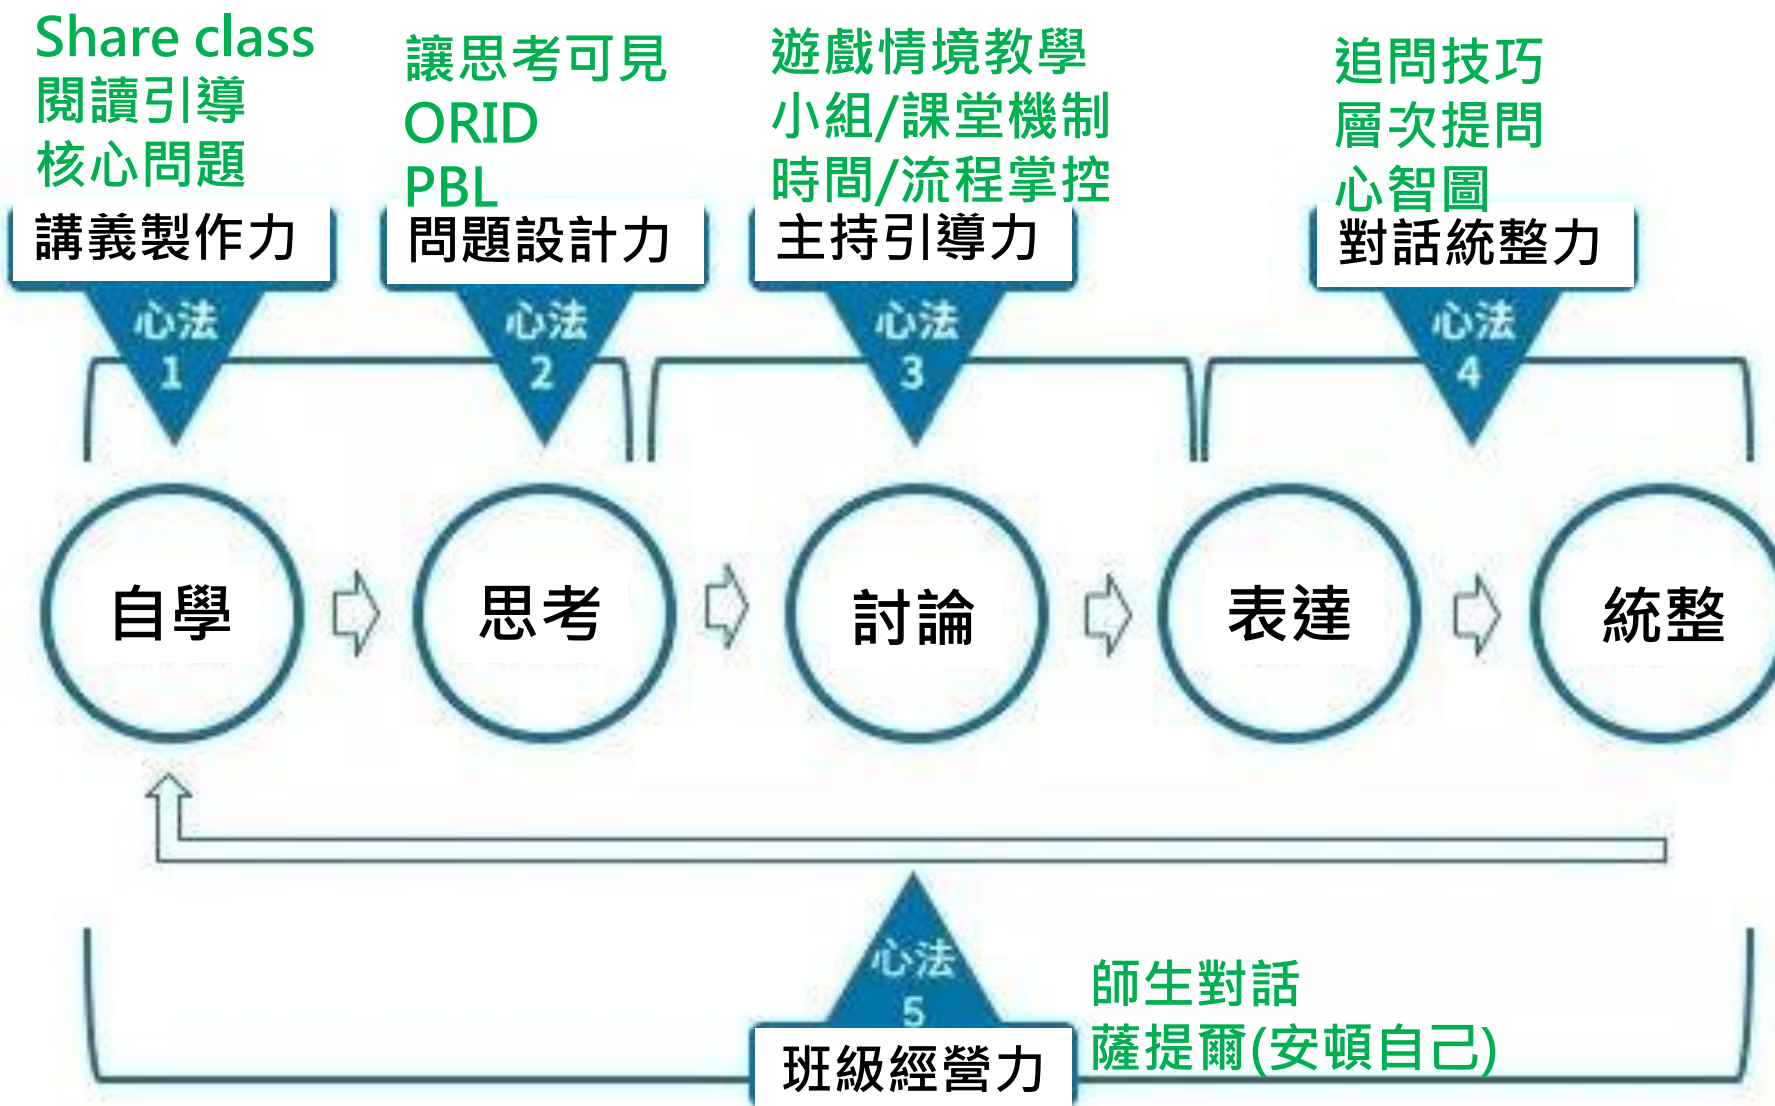 Share class
閱讀引導
核心問題
講義製作力
心法
1
讓思考可見
ORID
PBL
問題設計力
心法
2
遊戲情境教學
小組/課堂機制
時間/流程掌控
主持引導力
心法
3
追問技巧
層次提問
心智圖
對話統整力
心法
4
自學
思考
討論
表達
統整
心法
5
班級經營力
師生對話
薩提爾(安頓自己)